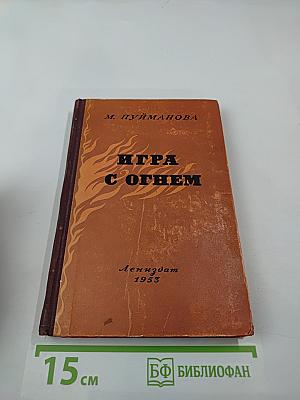 М. ПУЙМАНОВА
ИГРА
С ОГНЕМ
Лениздат
1953
15 см
БФ БИБЛИОФАН